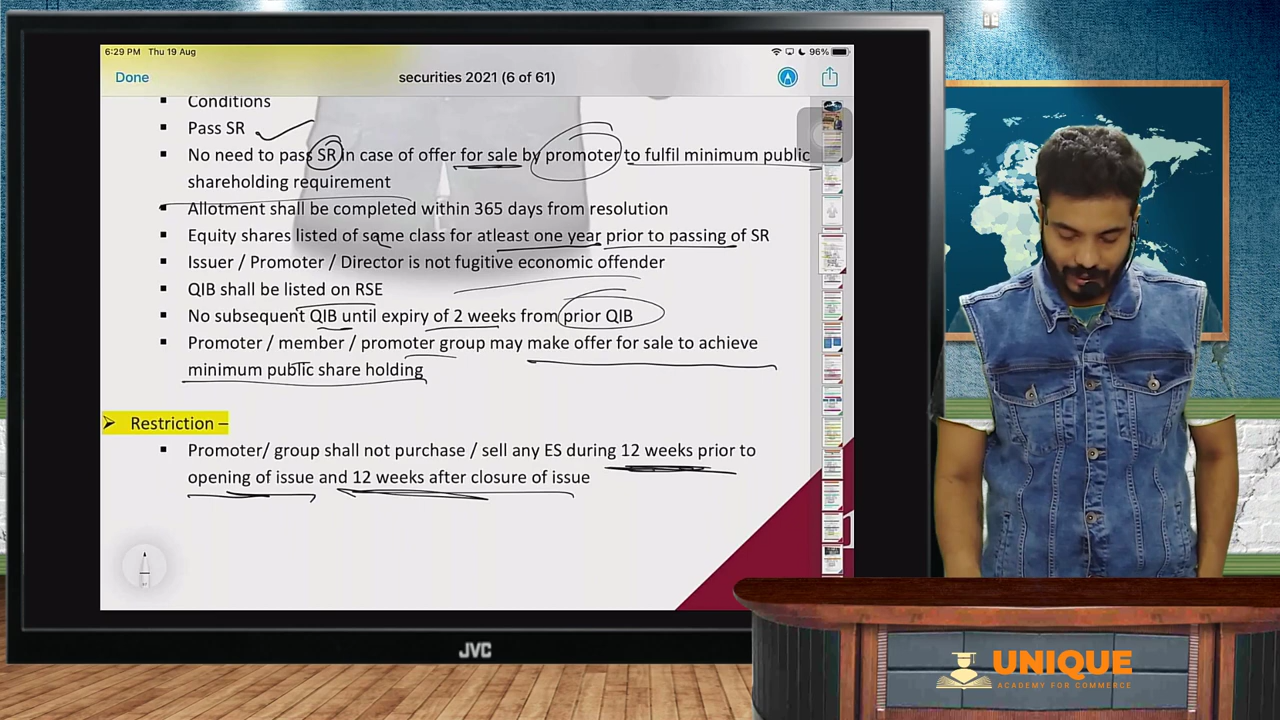 6:29 PM Thu 19 Aug
96%
Done
securities 2021 (6 of 61)
Conditions
Pass SR
No need to pass SR in case of offer for sale by promoter to fulfil minimum public
shareholding requirement
Allotment shall be completed within 365 days from resolution
Equity shares listed of same class for atleast one year prior to passing of SR
Issuer / Promoter / Director is not fugitive economic offender
QIB shall be listed on RSE
No subsequent QIB until expiry of 2 weeks from prior QIB
Promoter / member / promoter group may make offer for sale to achieve
minimum public share holding
Restriction –
Promoter/ group shall not purchase / sell any ES during 12 weeks prior to
opening of issue and 12 weeks after closure of issue
JVC
UNIQUE
ACADEMY FOR COMMERCE